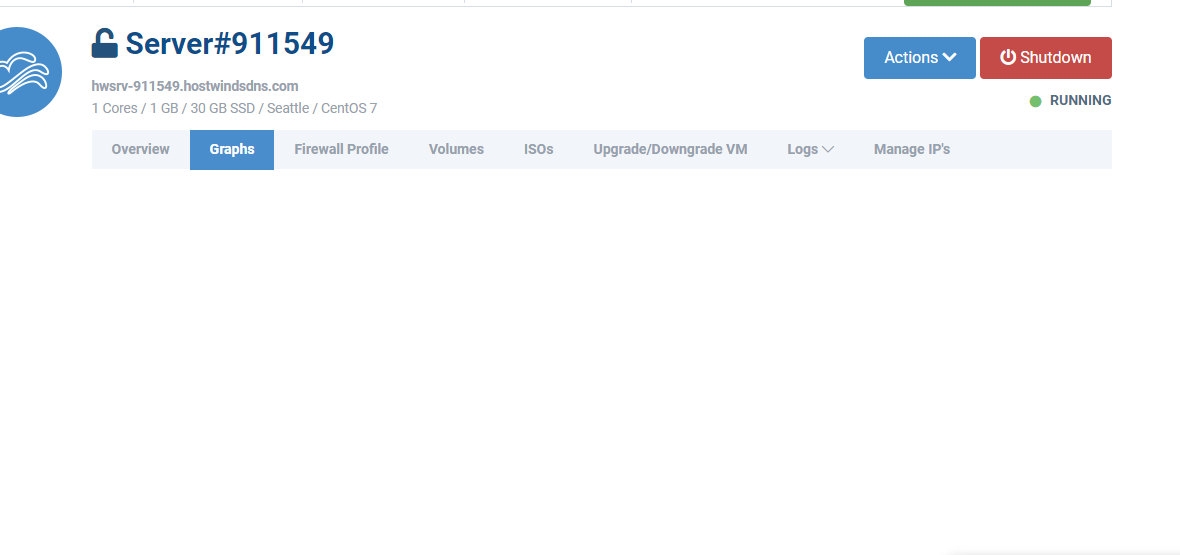 Server#911549
Actions
Shutdown
hwsrv-911549.hostwindsdns.com
RUNNING
1 Cores / 1 GB / 30 GB SSD / Seattle / CentOS 7
Overview
Graphs
Firewall Profile
Volumes
ISOs
Upgrade/Downgrade VM
Logs
Manage IP's